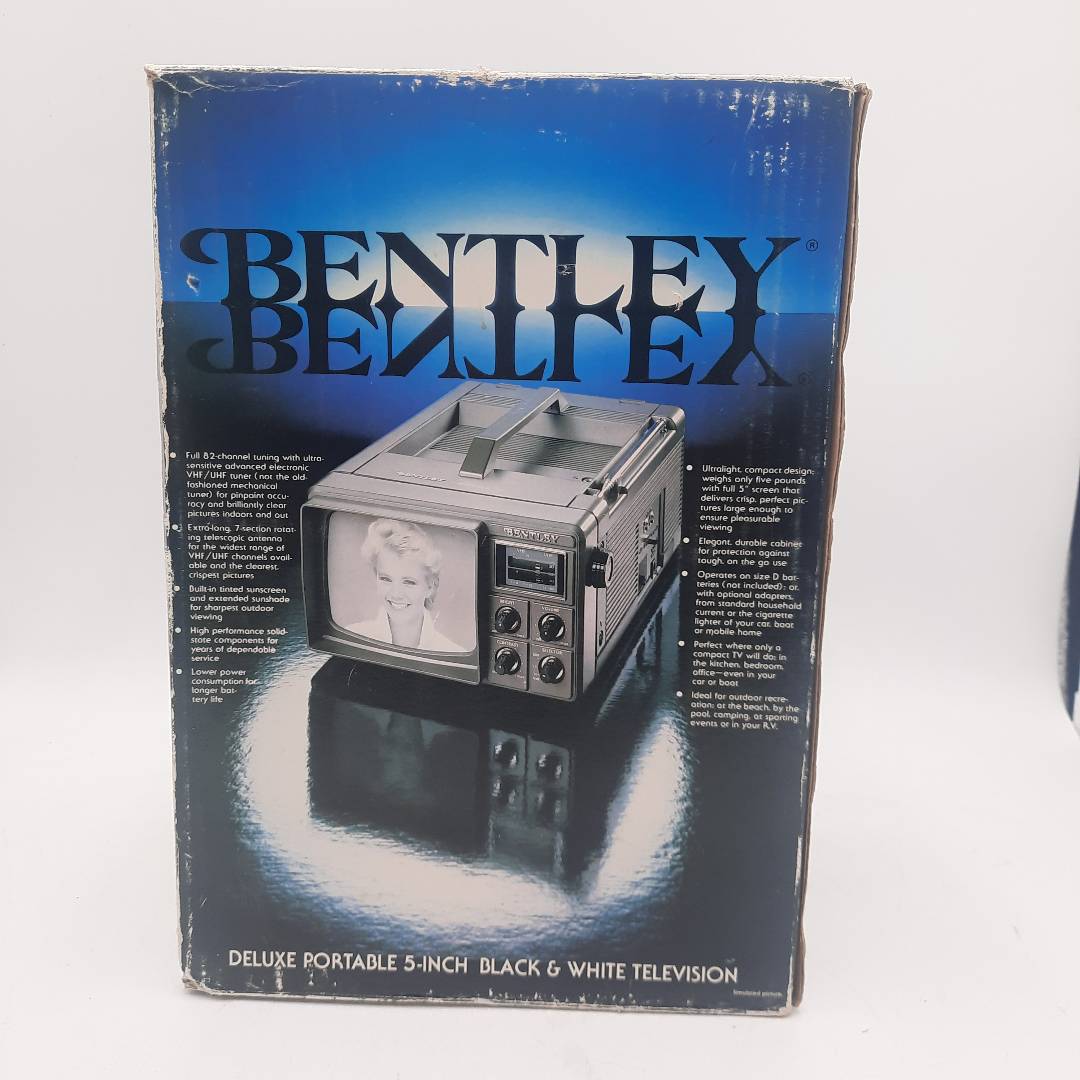 BENTLEY®
BENTLEY®
BENTLEY
BENTLEY
BRIGHT
VOLUME
CONTRAST
SELECTOR
Full 82-channel tuning with ultra-
sensitive advanced electronic
VHF/UHF tuner (not the old-
fashioned mechanical
tuner) for pinpaint accu-
racy and brilliantly clear
pictures indoors and out
Extra-long, 7-section rotat-
ing telescopic antenna
for the widest range of
VHF/UHF channels avail-
able and the clearest,
crispest pictures
Built-in tinted sunscreen
and extended sunshade
for sharpest outdoor
viewing
High performance solid-
state components for
years of dependable
service
Lower power
consumption for
longer bat-
tery life
Ultralight, compact design;
weighs only five pounds
with full 5" screen that
delivers crisp, perfect pic-
tures large enough to
ensure pleasurable
viewing
Elegant, durable cabinet
for protection against
tough, on the go use
Operates on size D bat-
teries (not included); or,
with optional adapters,
from standard household
current or the cigarette
lighter of your car, boat
or mobile home
Perfect where only a
compact TV will do: in
the kitchen, bedroom,
office—even in your
car or boat
Ideal for outdoor recre-
ation: at the beach, by the
pool, camping, at sporting
events or in your R.V.
DELUXE PORTABLE 5-INCH BLACK & WHITE TELEVISION
Simulated picture